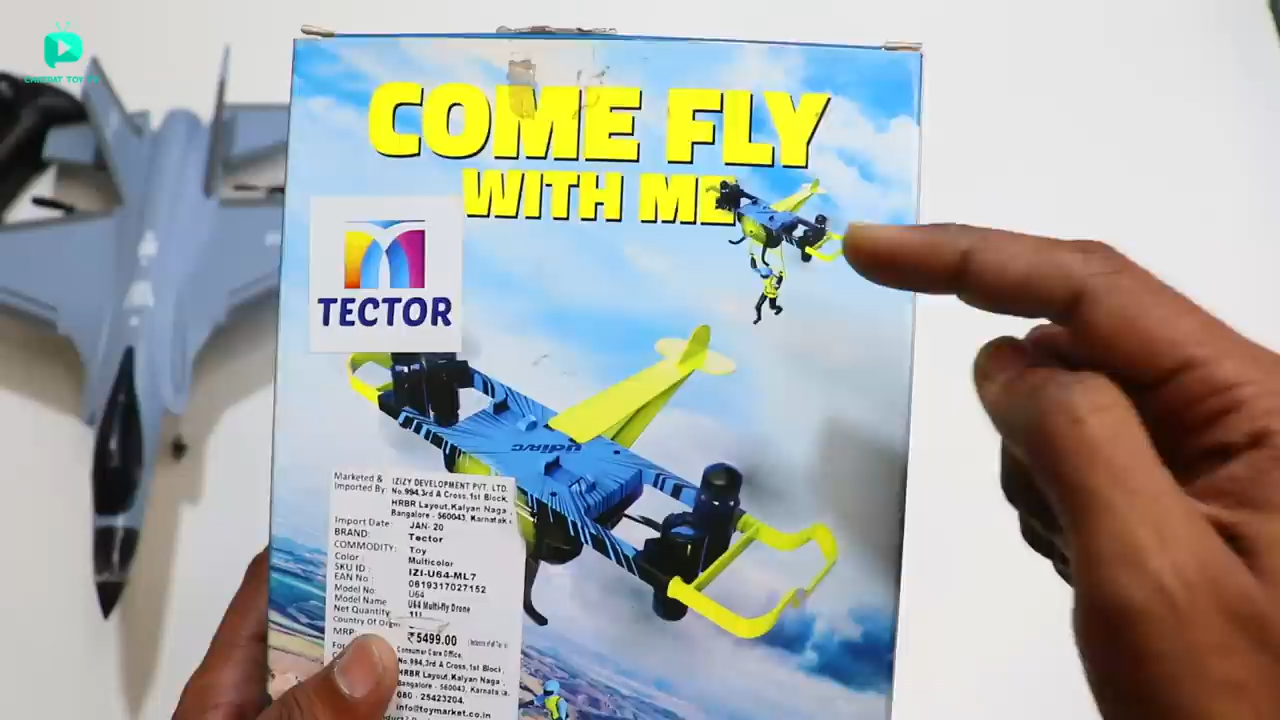 COME FLY
WITH ME
TECTOR
udiR/C
Marketed & Imported By: IZIZY DEVELOPMENT PVT. LTD.
No.994,3rd A Cross,1st Block,
HRBR Layout,Kalyan Naga
Bangalore - 560043, Karnatak
Import Date: JAN- 20
BRAND: Tector
COMMODITY: Toy
Color: Multicolor
SKU ID : IZI-U64-ML7
EAN No : 0619317027152
Model No: U64
Model Name U64 Multi-fly Drone
Net Quantity
Country Of
MRP: ₹5499.00
Consumer Care Office,
No.994,3rd A Cross,1st Block,
HRBR Layout,Kalyan Naga
Bangalore - 560043, Karnata
080 - 25423204,
info@toymarket.co.in